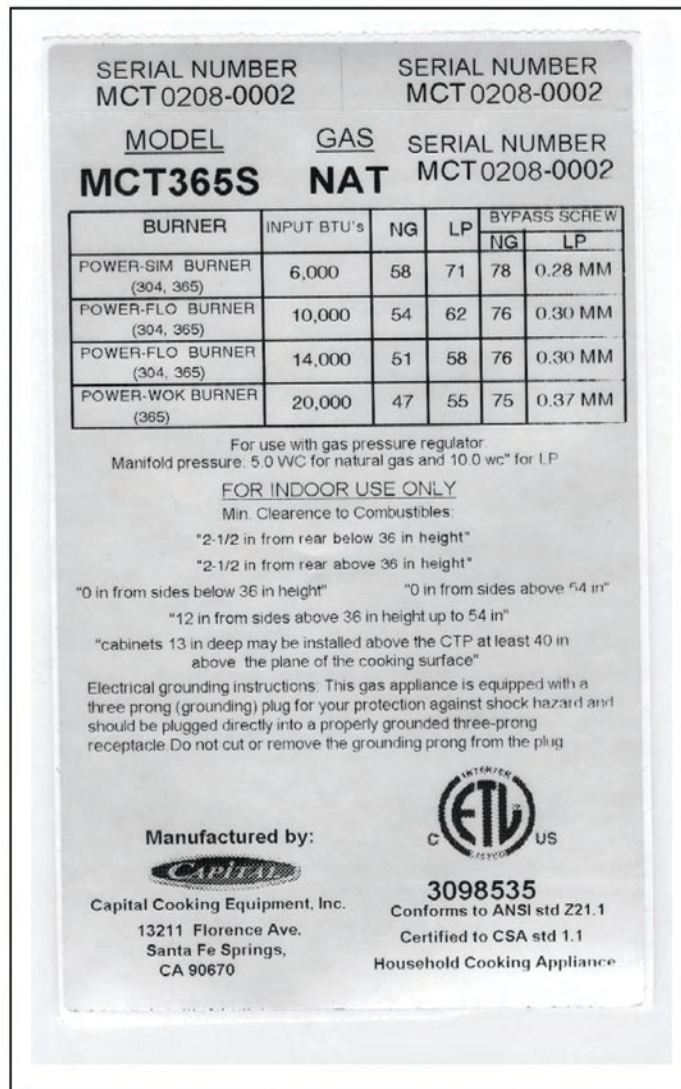 SERIAL NUMBER SERIAL NUMBER
MCT 0208-0002 MCT 0208-0002
MODEL GAS SERIAL NUMBER
MCT365S NAT MCT 0208-0002
BURNER INPUT BTU's NG LP BYPASS SCREW
NG LP
POWER-SIM BURNER
(304, 365) 6,000 58 71 78 0.28 MM
POWER-FLO BURNER
(304, 365) 10,000 54 62 76 0.30 MM
POWER-FLO BURNER
(304, 365) 14,000 51 58 76 0.30 MM
POWER-WOK BURNER
(365) 20,000 47 55 75 0.37 MM
For use with gas pressure regulator.
Manifold pressure: 5.0 WC for natural gas and 10.0 wc" for LP
FOR INDOOR USE ONLY
Min. Clearence to Combustibles:
"2-1/2 in from rear below 36 in height"
"2-1/2 in from rear above 36 in height"
"0 in from sides below 36 in height" "0 in from sides above 54 in"
"12 in from sides above 36 in height up to 54 in"
"cabinets 13 in deep may be installed above the CTP at least 40 in
above the plane of the cooking surface"
Electrical grounding instructions: This gas appliance is equipped with a
three prong (grounding) plug for your protection against shock hazard and
should be plugged directly into a properly grounded three-prong
receptacle. Do not cut or remove the grounding prong from the plug
INTERTEK
ETL
C US
LISTED
Manufactured by:
CAPITAL
3098535
Capital Cooking Equipment, Inc.
Conforms to ANSI std Z21.1
13211 Florence Ave.
Certified to CSA std 1.1
Santa Fe Springs,
CA 90670
Household Cooking Appliance